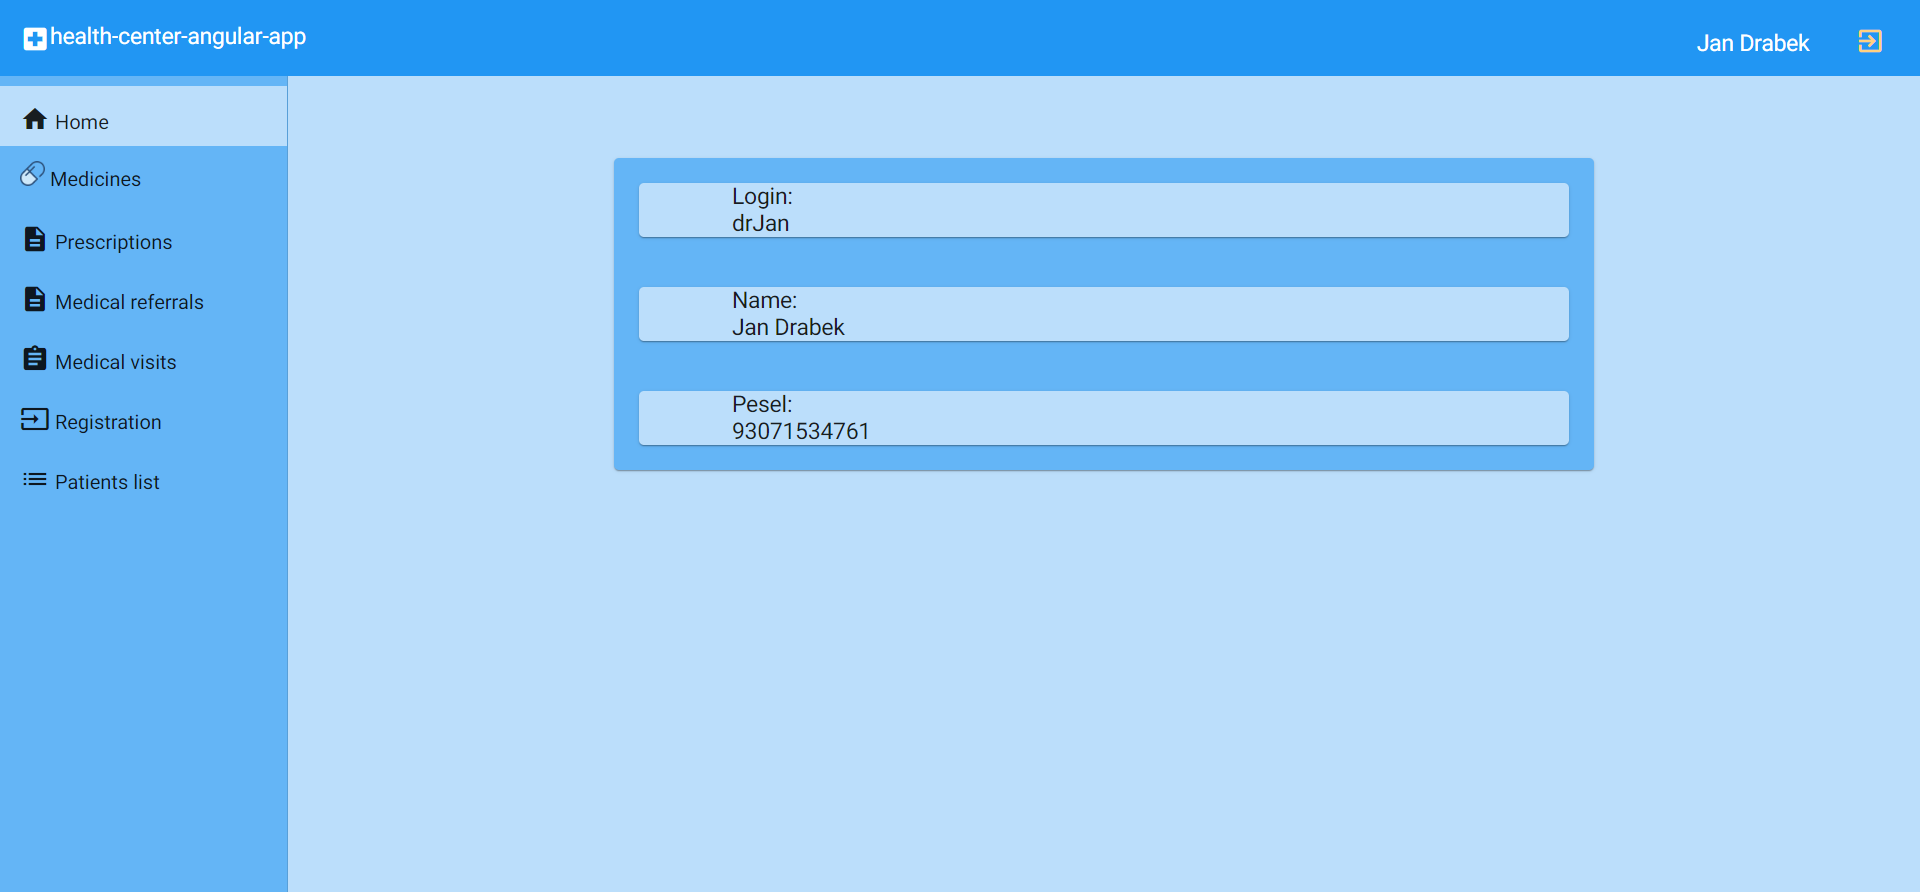 health-center-angular-app
Jan Drabek
Home
Medicines
Prescriptions
Medical referrals
Medical visits
Registration
Patients list
Login:
drJan
Name:
Jan Drabek
Pesel:
93071534761